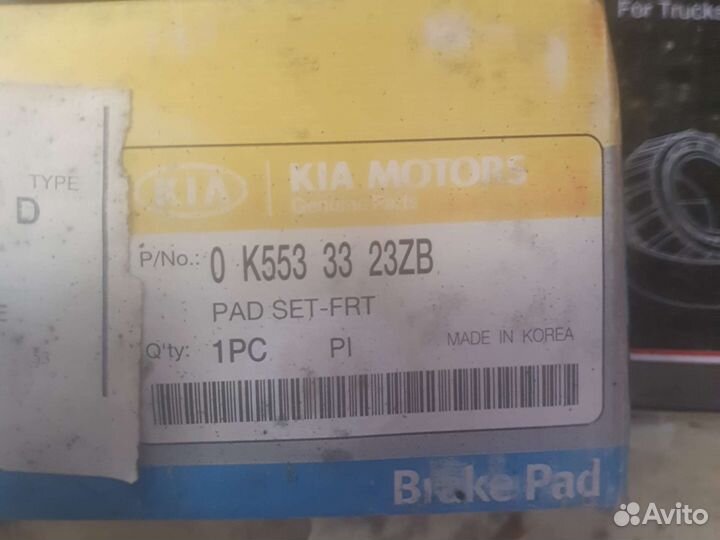 For Trucks
TYPE
D
KIA
KIA MOTORS
Genuine Parts
P/No.: 0 K553 33 23ZB
PAD SET-FRT
Q'ty: 1PC PI MADE IN KOREA
Brake Pad
Avito